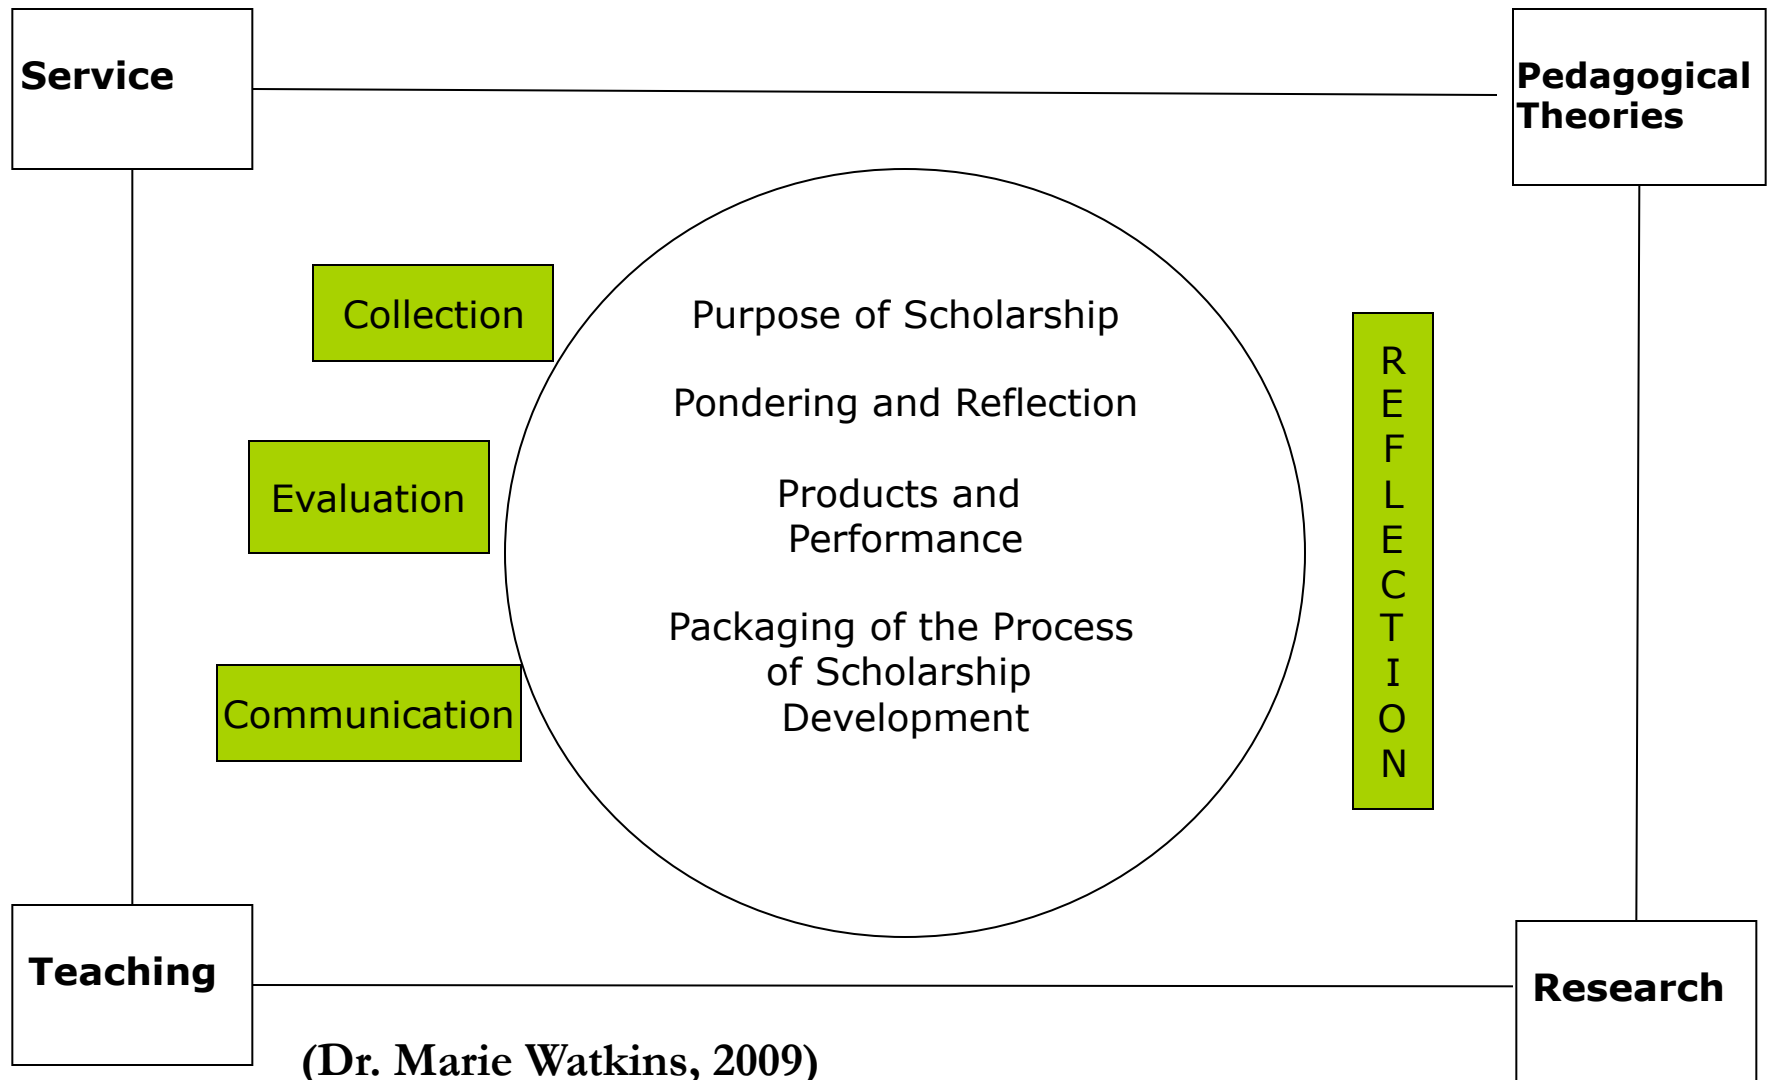 Service
Pedagogical
Theories
Collection
Evaluation
Communication
Purpose of Scholarship
Pondering and Reflection
Products and
Performance
Packaging of the Process
of Scholarship
Development
R
E
F
L
E
C
T
I
O
N
Teaching
Research
(Dr. Marie Watkins, 2009)